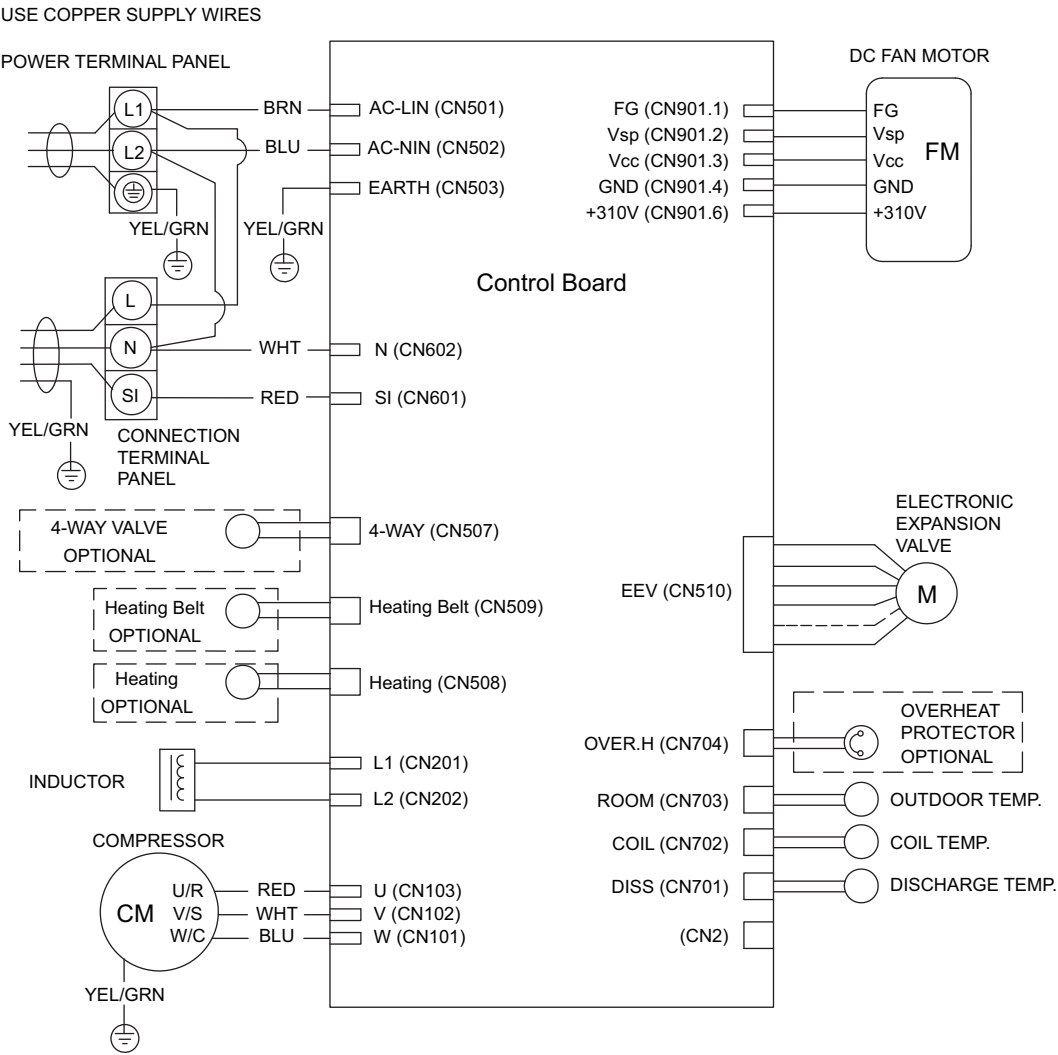 USE COPPER SUPPLY WIRES
POWER TERMINAL PANEL
L1
L2
BRN
BLU
YEL/GRN
YEL/GRN
AC-LIN (CN501)
AC-NIN (CN502)
EARTH (CN503)
FG (CN901.1)
Vsp (CN901.2)
Vcc (CN901.3)
GND (CN901.4)
+310V (CN901.6)
DC FAN MOTOR
FG
Vsp
Vcc
GND
+310V
FM
Control Board
L
N
SI
WHT
RED
N (CN602)
SI (CN601)
YEL/GRN
CONNECTION
TERMINAL
PANEL
4-WAY VALVE
OPTIONAL
4-WAY (CN507)
Heating Belt
OPTIONAL
Heating Belt (CN509)
Heating
OPTIONAL
Heating (CN508)
INDUCTOR
L1 (CN201)
L2 (CN202)
COMPRESSOR
CM
U/R
V/S
W/C
RED
WHT
BLU
U (CN103)
V (CN102)
W (CN101)
YEL/GRN
ELECTRONIC
EXPANSION
VALVE
EEV (CN510)
M
OVER.H (CN704)
OVERHEAT
PROTECTOR
OPTIONAL
ROOM (CN703)
OUTDOOR TEMP.
COIL (CN702)
COIL TEMP.
DISS (CN701)
DISCHARGE TEMP.
(CN2)